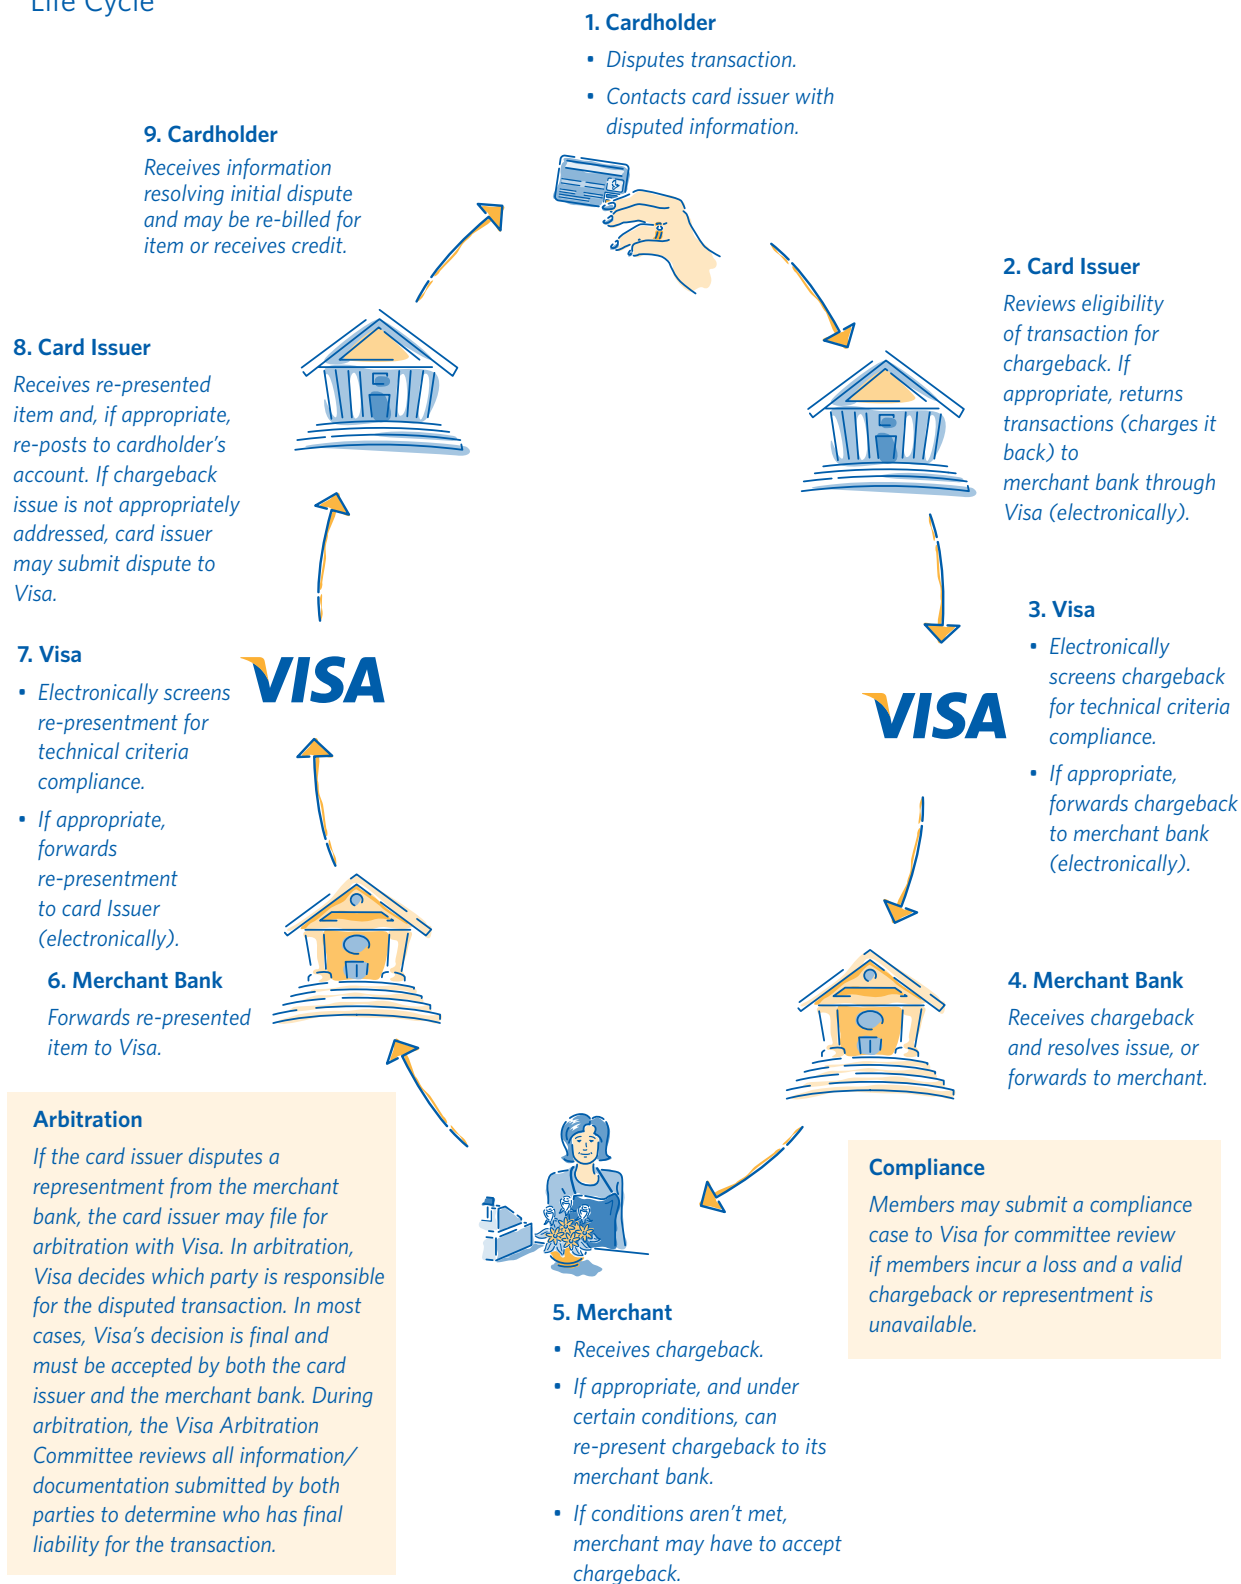 Life Cycle
1. Cardholder
• Disputes transaction.
• Contacts card issuer with
disputed information.
9. Cardholder
Receives information
resolving initial dispute
and may be re-billed for
item or receives credit.
2. Card Issuer
Reviews eligibility
of transaction for
chargeback. If
appropriate, returns
transactions (charges it
back) to
merchant bank through
Visa (electronically).
8. Card Issuer
Receives re-presented
item and, if appropriate,
re-posts to cardholder’s
account. If chargeback
issue is not appropriately
addressed, card issuer
may submit dispute to
Visa.
3. Visa
• Electronically
screens chargeback
for technical criteria
compliance.
• If appropriate,
forwards chargeback
to merchant bank
(electronically).
VISA
7. Visa
• Electronically screens
re-presentment for
technical criteria
compliance.
• If appropriate,
forwards
re-presentment
to card Issuer
(electronically).
VISA
6. Merchant Bank
Forwards re-presented
item to Visa.
4. Merchant Bank
Receives chargeback
and resolves issue, or
forwards to merchant.
Arbitration
If the card issuer disputes a
representment from the merchant
bank, the card issuer may file for
arbitration with Visa. In arbitration,
Visa decides which party is responsible
for the disputed transaction. In most
cases, Visa’s decision is final and
must be accepted by both the card
issuer and the merchant bank. During
arbitration, the Visa Arbitration
Committee reviews all information/
documentation submitted by both
parties to determine who has final
liability for the transaction.
Compliance
Members may submit a compliance
case to Visa for committee review
if members incur a loss and a valid
chargeback or representment is
unavailable.
5. Merchant
• Receives chargeback.
• If appropriate, and under
certain conditions, can
re-present chargeback to its
merchant bank.
• If conditions aren’t met,
merchant may have to accept
chargeback.